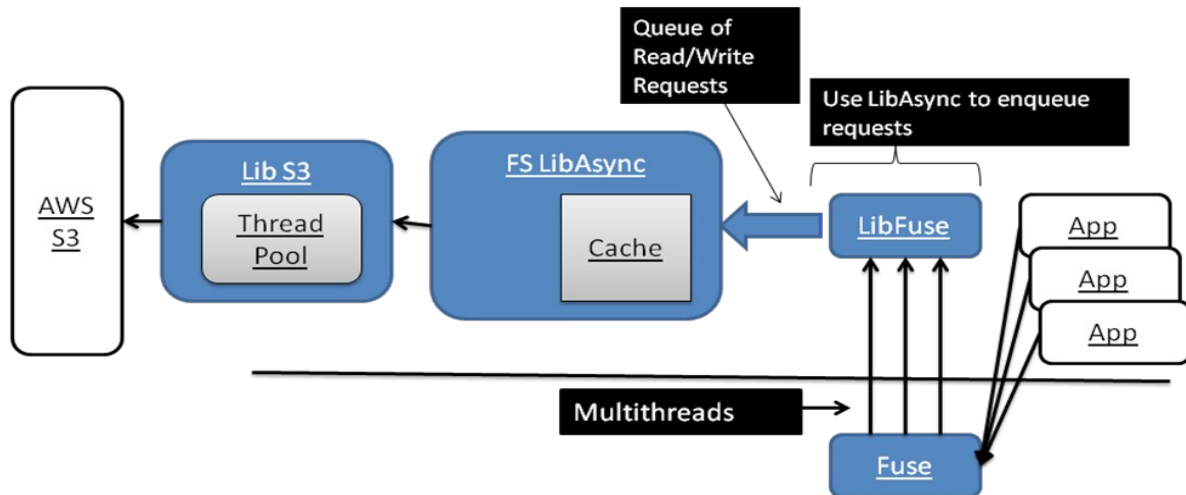 Queue of
Read/Write
Requests
Use LibAsync to enqueue
requests
AWS
S3
Lib S3
Thread
Pool
FS LibAsync
Cache
LibFuse
App
App
App
Multithreads
Fuse